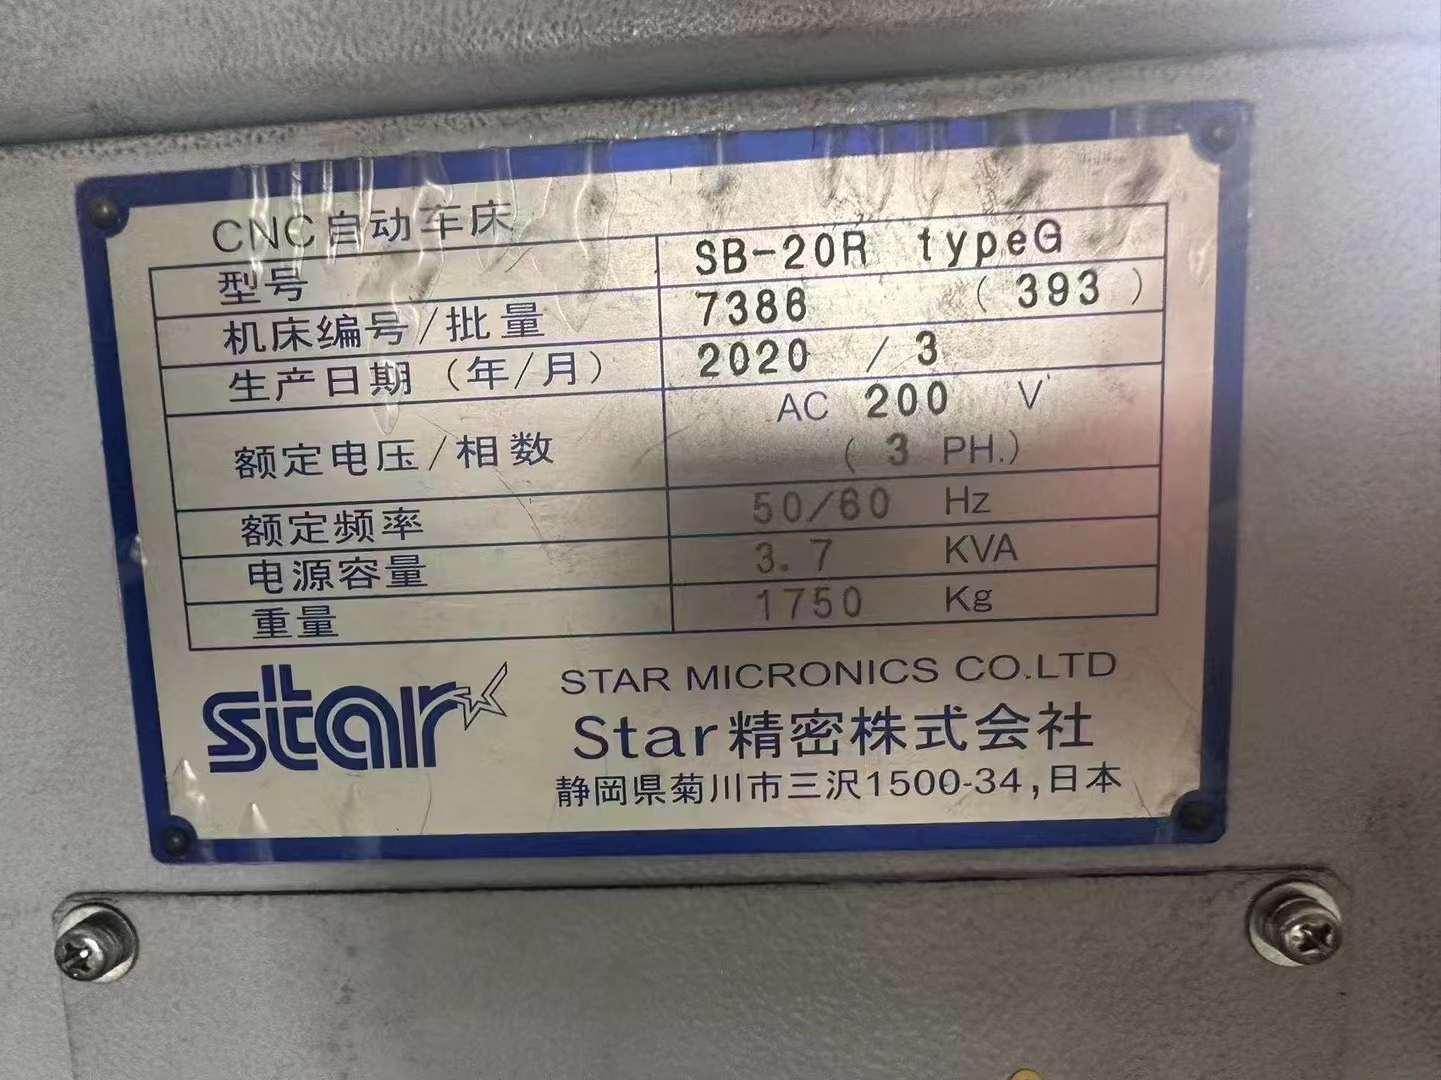 CNC自动车床
型号 SB-20R typeG
机床编号/批量 7386 (393)
生产日期(年/月) 2020 / 3
额定电压/相数 AC 200 V
(3 PH.)
额定频率 50/60 Hz
电源容量 3.7 KVA
重量 1750 Kg
star
STAR MICRONICS CO.LTD
Star精密株式会社
静岡県菊川市三沢1500-34,日本